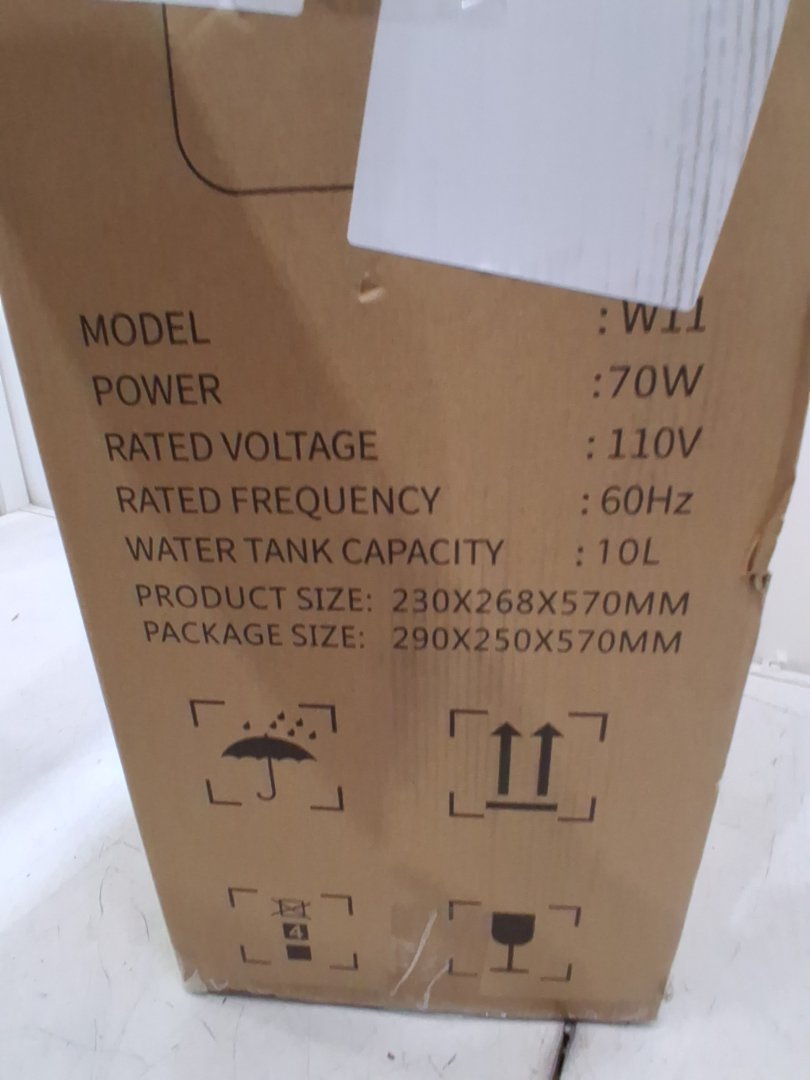 MODEL : W11
POWER :70W
RATED VOLTAGE : 110V
RATED FREQUENCY : 60Hz
WATER TANK CAPACITY : 10L
PRODUCT SIZE: 230X268X570MM
PACKAGE SIZE: 290X250X570MM
4